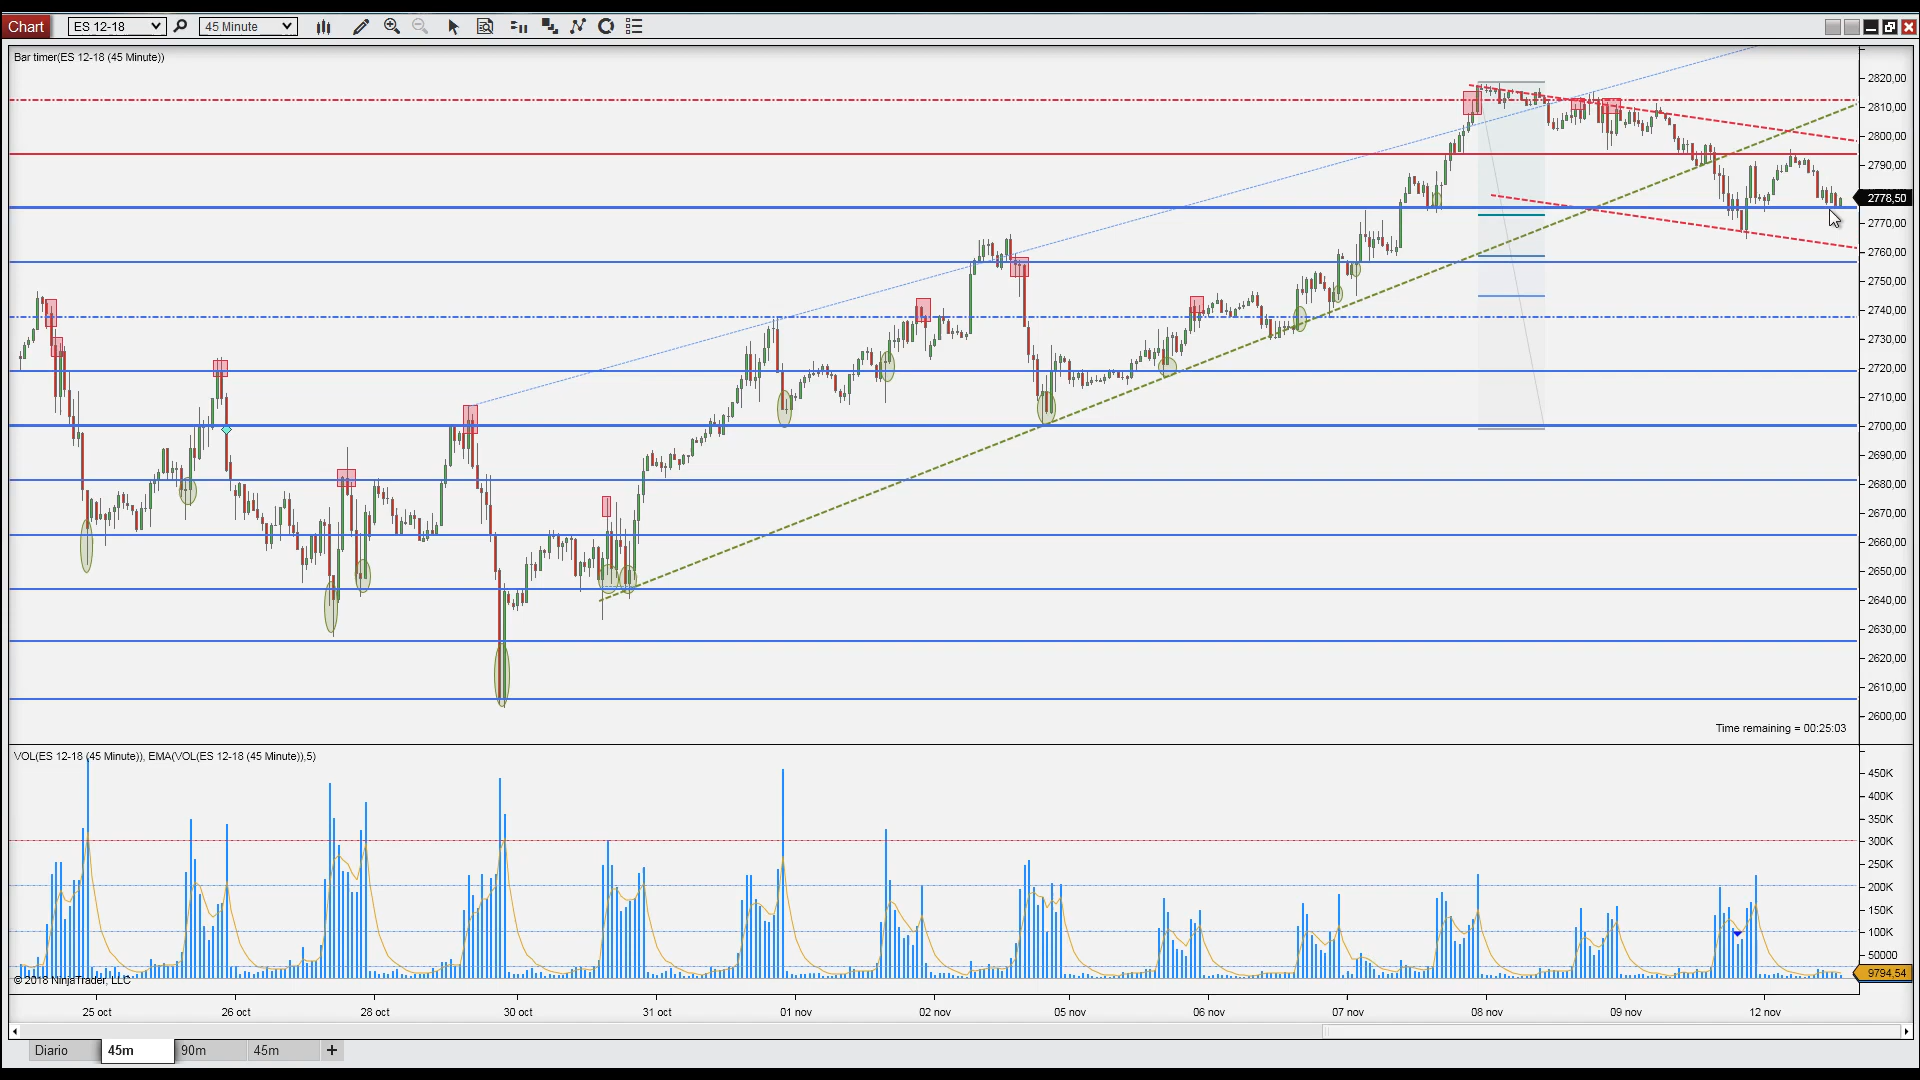 Chart ES 12-18 45 Minute
Bar timer(ES 12-18 (45 Minute))
2820,00
2810,00
2800,00
2790,00
2778,50
2770,00
2760,00
2750,00
2740,00
2730,00
2720,00
2710,00
2700,00
2690,00
2680,00
2670,00
2660,00
2650,00
2640,00
2630,00
2620,00
2610,00
2600,00
Time remaining = 00:25:03
VOL(ES 12-18 (45 Minute)), EMA(VOL(ES 12-18 (45 Minute)),5)
450K
400K
350K
300K
250K
200K
150K
100K
50000
9794,54
© 2018 NinjaTrader, LLC
25 oct 26 oct 28 oct 30 oct 31 oct 01 nov 02 nov 05 nov 06 nov 07 nov 08 nov 09 nov 12 nov
Diario 45m 90m 45m +